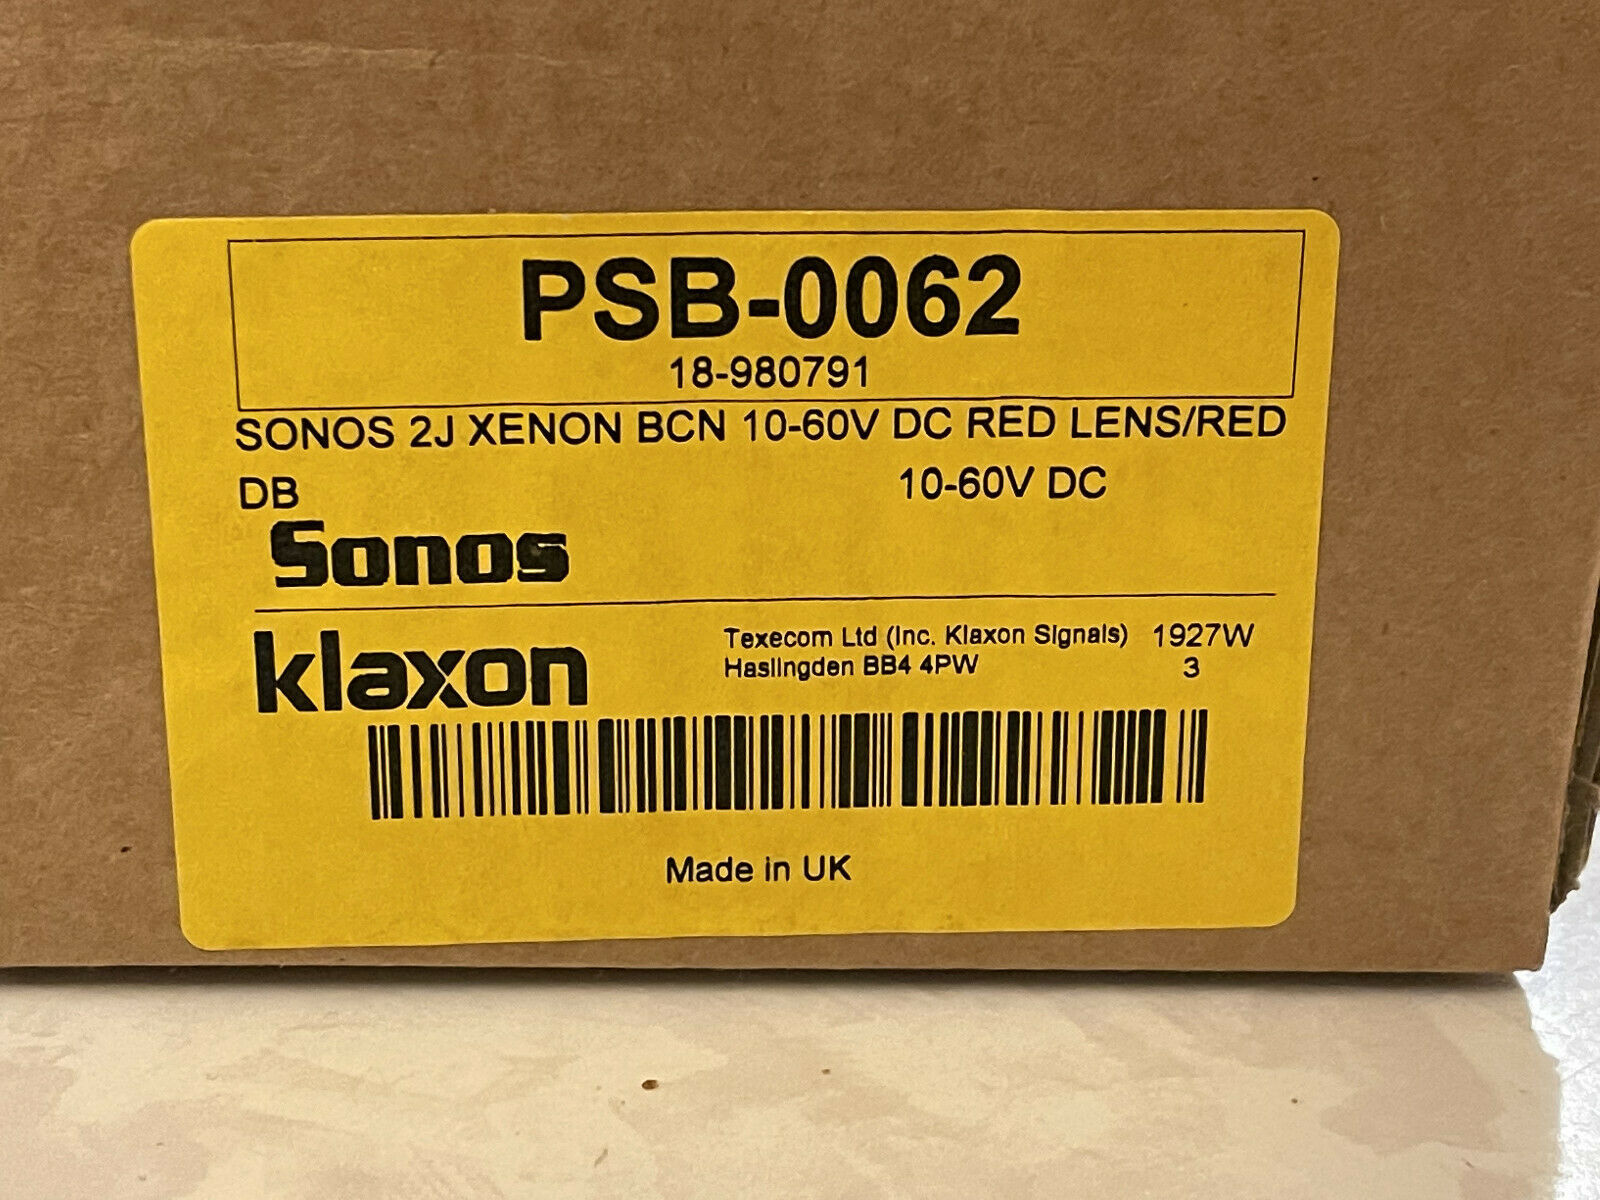 PSB-0062
18-980791
SONOS 2J XENON BCN 10-60V DC RED LENS/RED
DB 10-60V DC
Sonos
klaxon
Texecom Ltd (Inc. Klaxon Signals) 1927W
Haslingden BB4 4PW 3
Made in UK